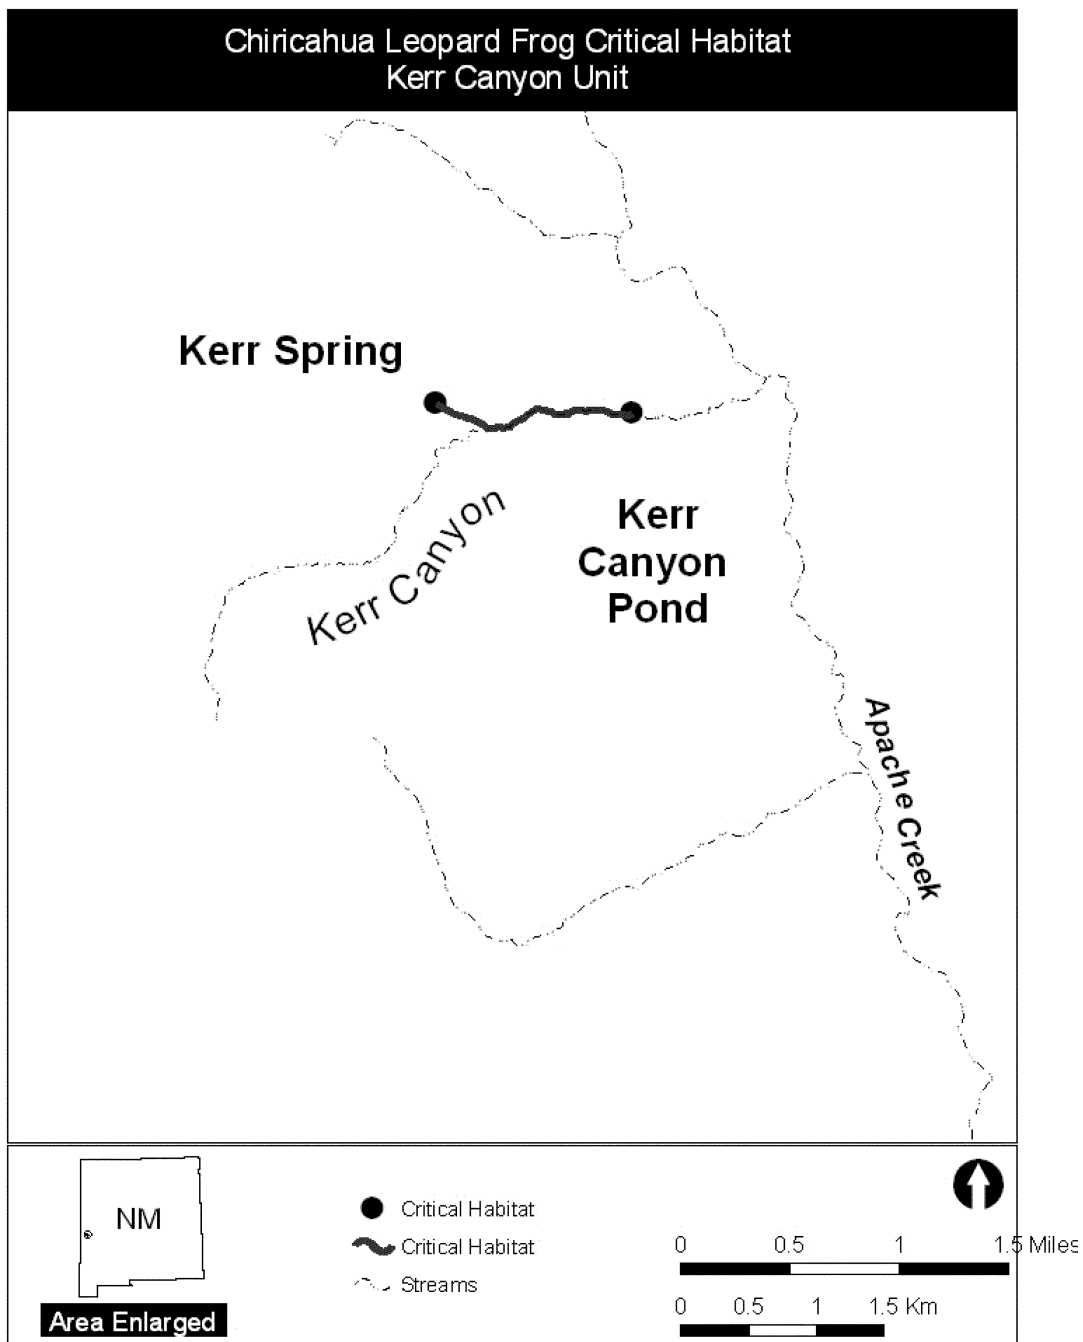 Chiricahua Leopard Frog Critical Habitat
Kerr Canyon Unit
Kerr Spring
Kerr Canyon
Kerr
Canyon
Pond
Apache Creek
NM
Area Enlarged
Critical Habitat
Critical Habitat
Streams
0 0.5 1 1.5 Miles
0 0.5 1 1.5 Km